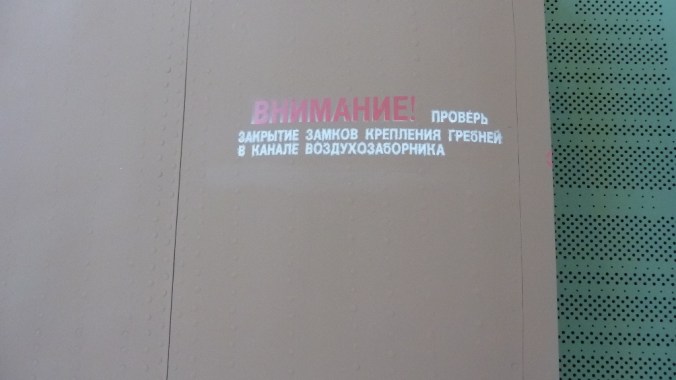 ВНИМАНИЕ! ПРОВЕРЬ
ЗАКРЫТИЕ ЗАМКОВ КРЕПЛЕНИЯ ГРЕБНЕЙ
В КАНАЛЕ ВОЗДУХОЗАБОРНИКА